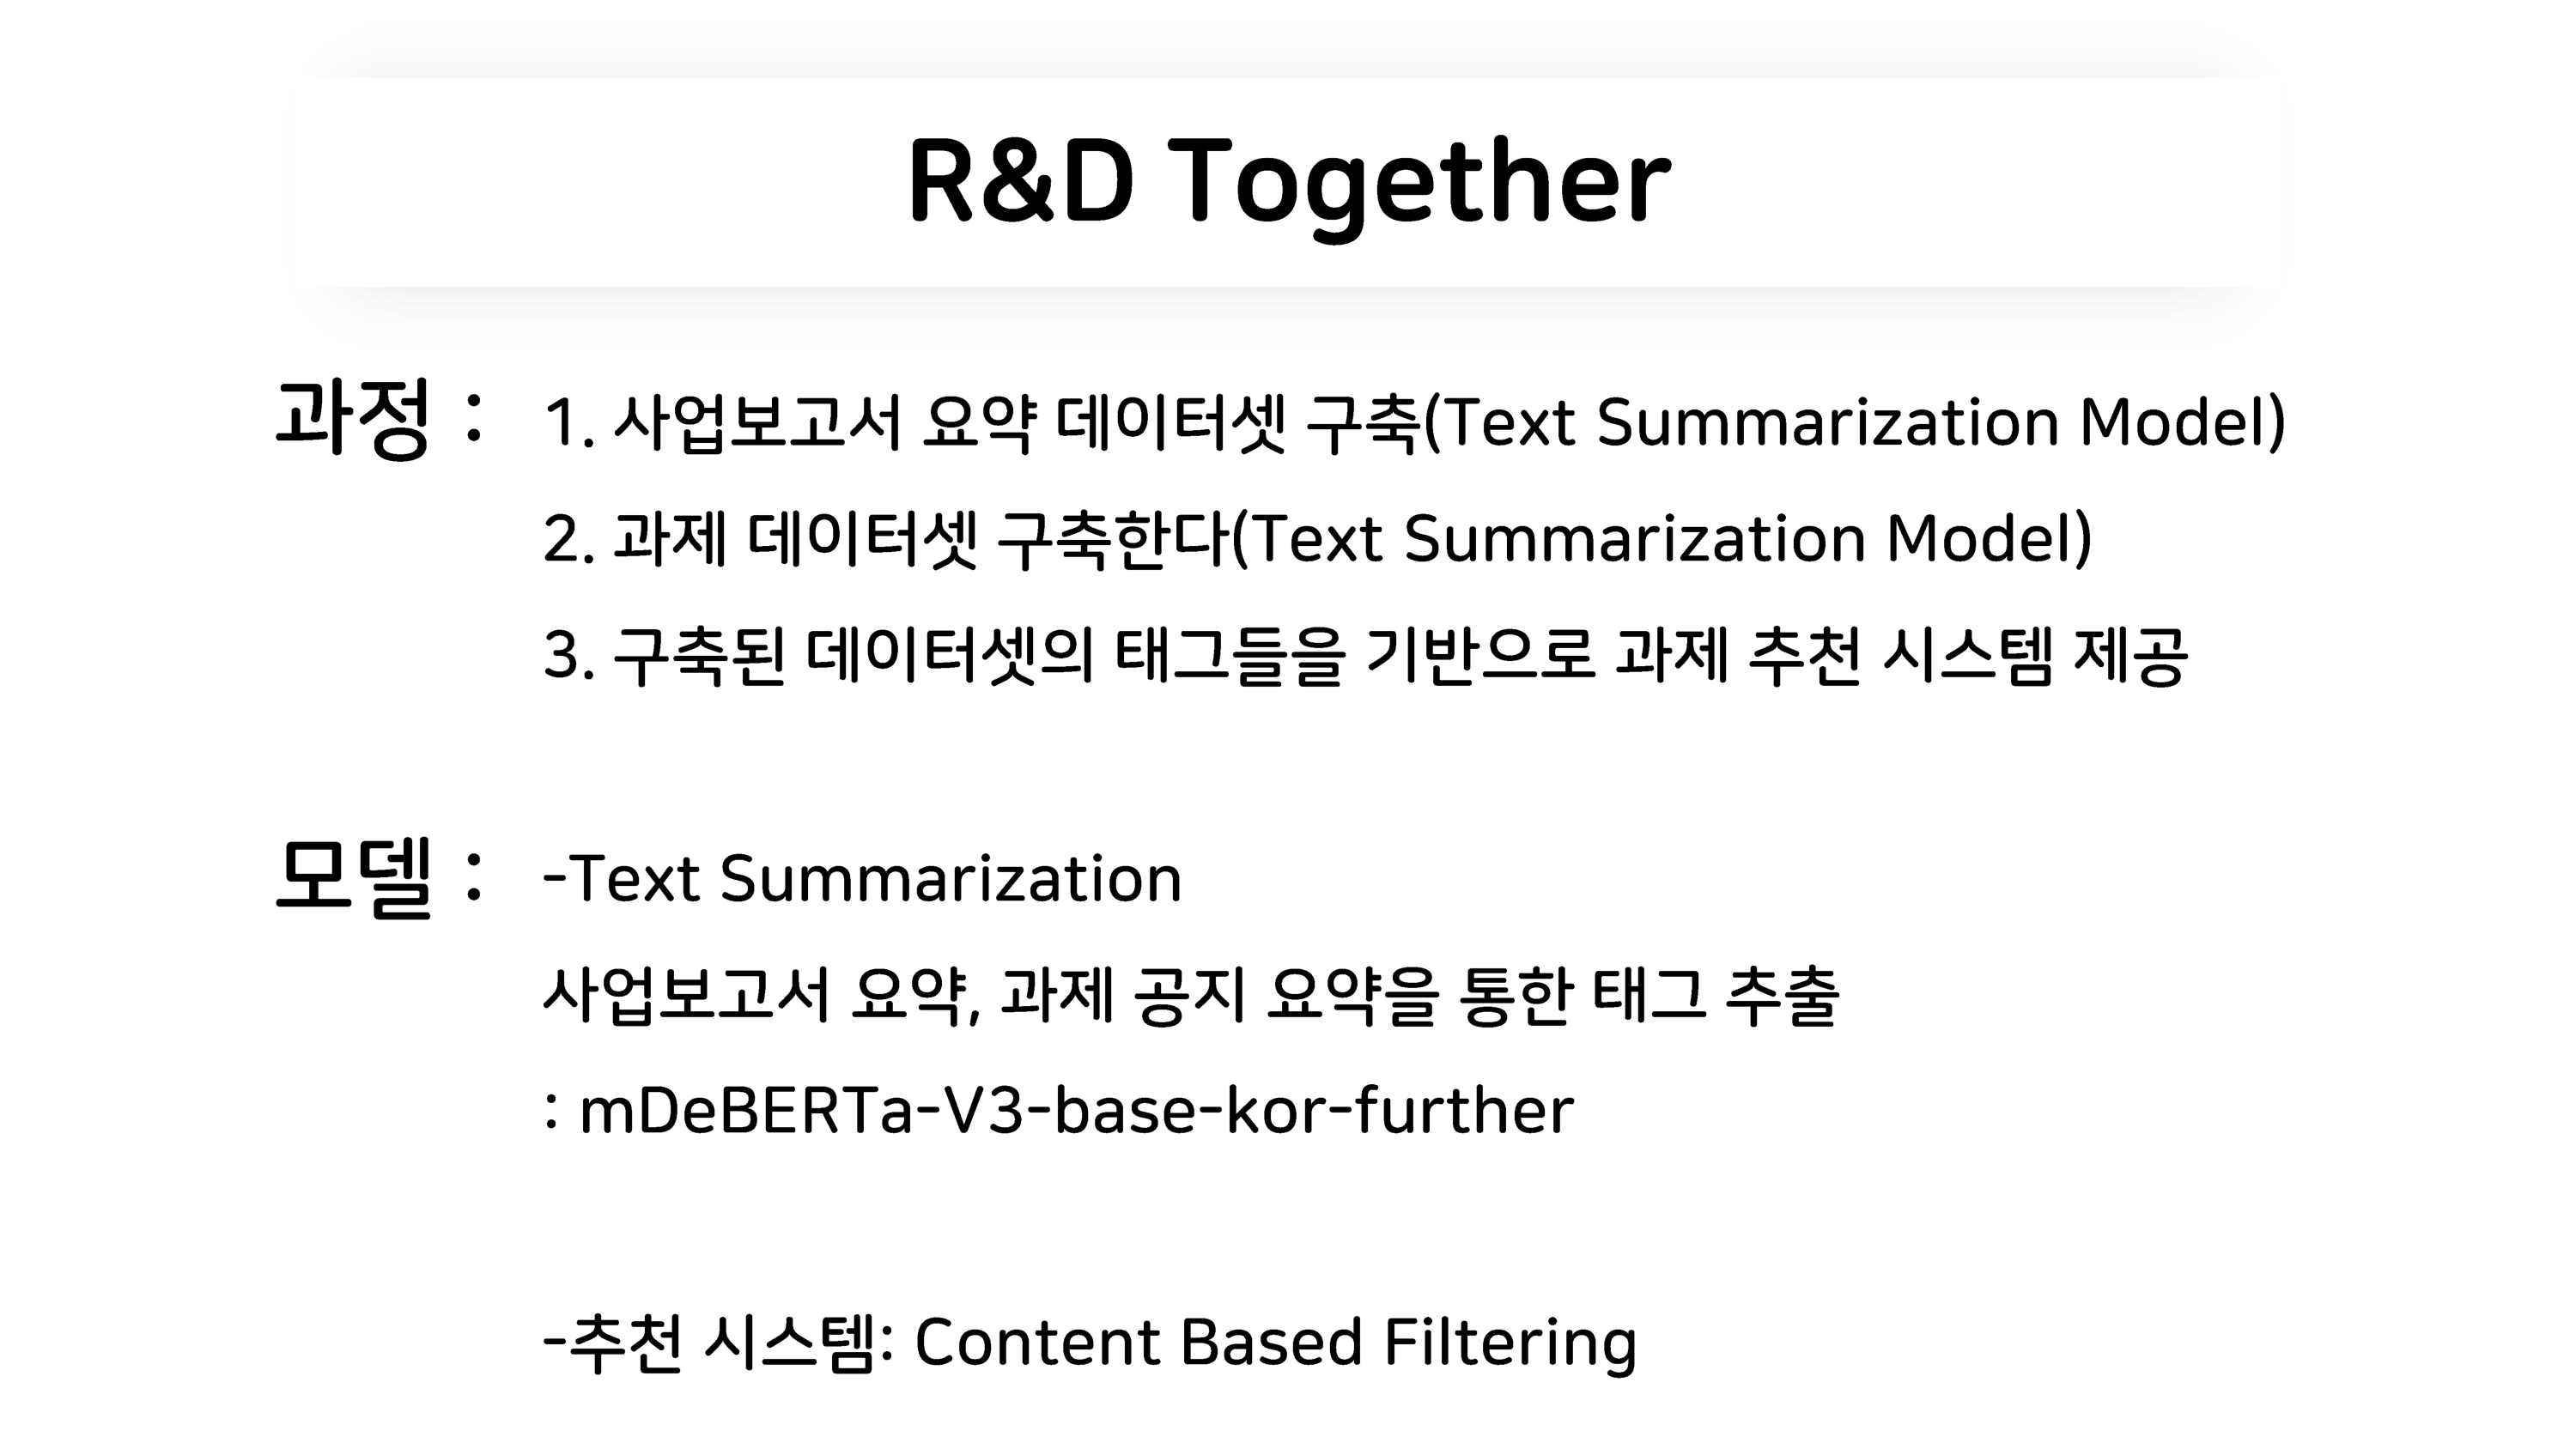 R&D Together
과정 : 1. 사업보고서 요약 데이터셋 구축(Text Summarization Model)
2. 과제 데이터셋 구축한다(Text Summarization Model)
3. 구축된 데이터셋의 태그들을 기반으로 과제 추천 시스템 제공
모델 : -Text Summarization
사업보고서 요약, 과제 공지 요약을 통한 태그 추출
: mDeBERTa-V3-base-kor-further
-추천 시스템: Content Based Filtering